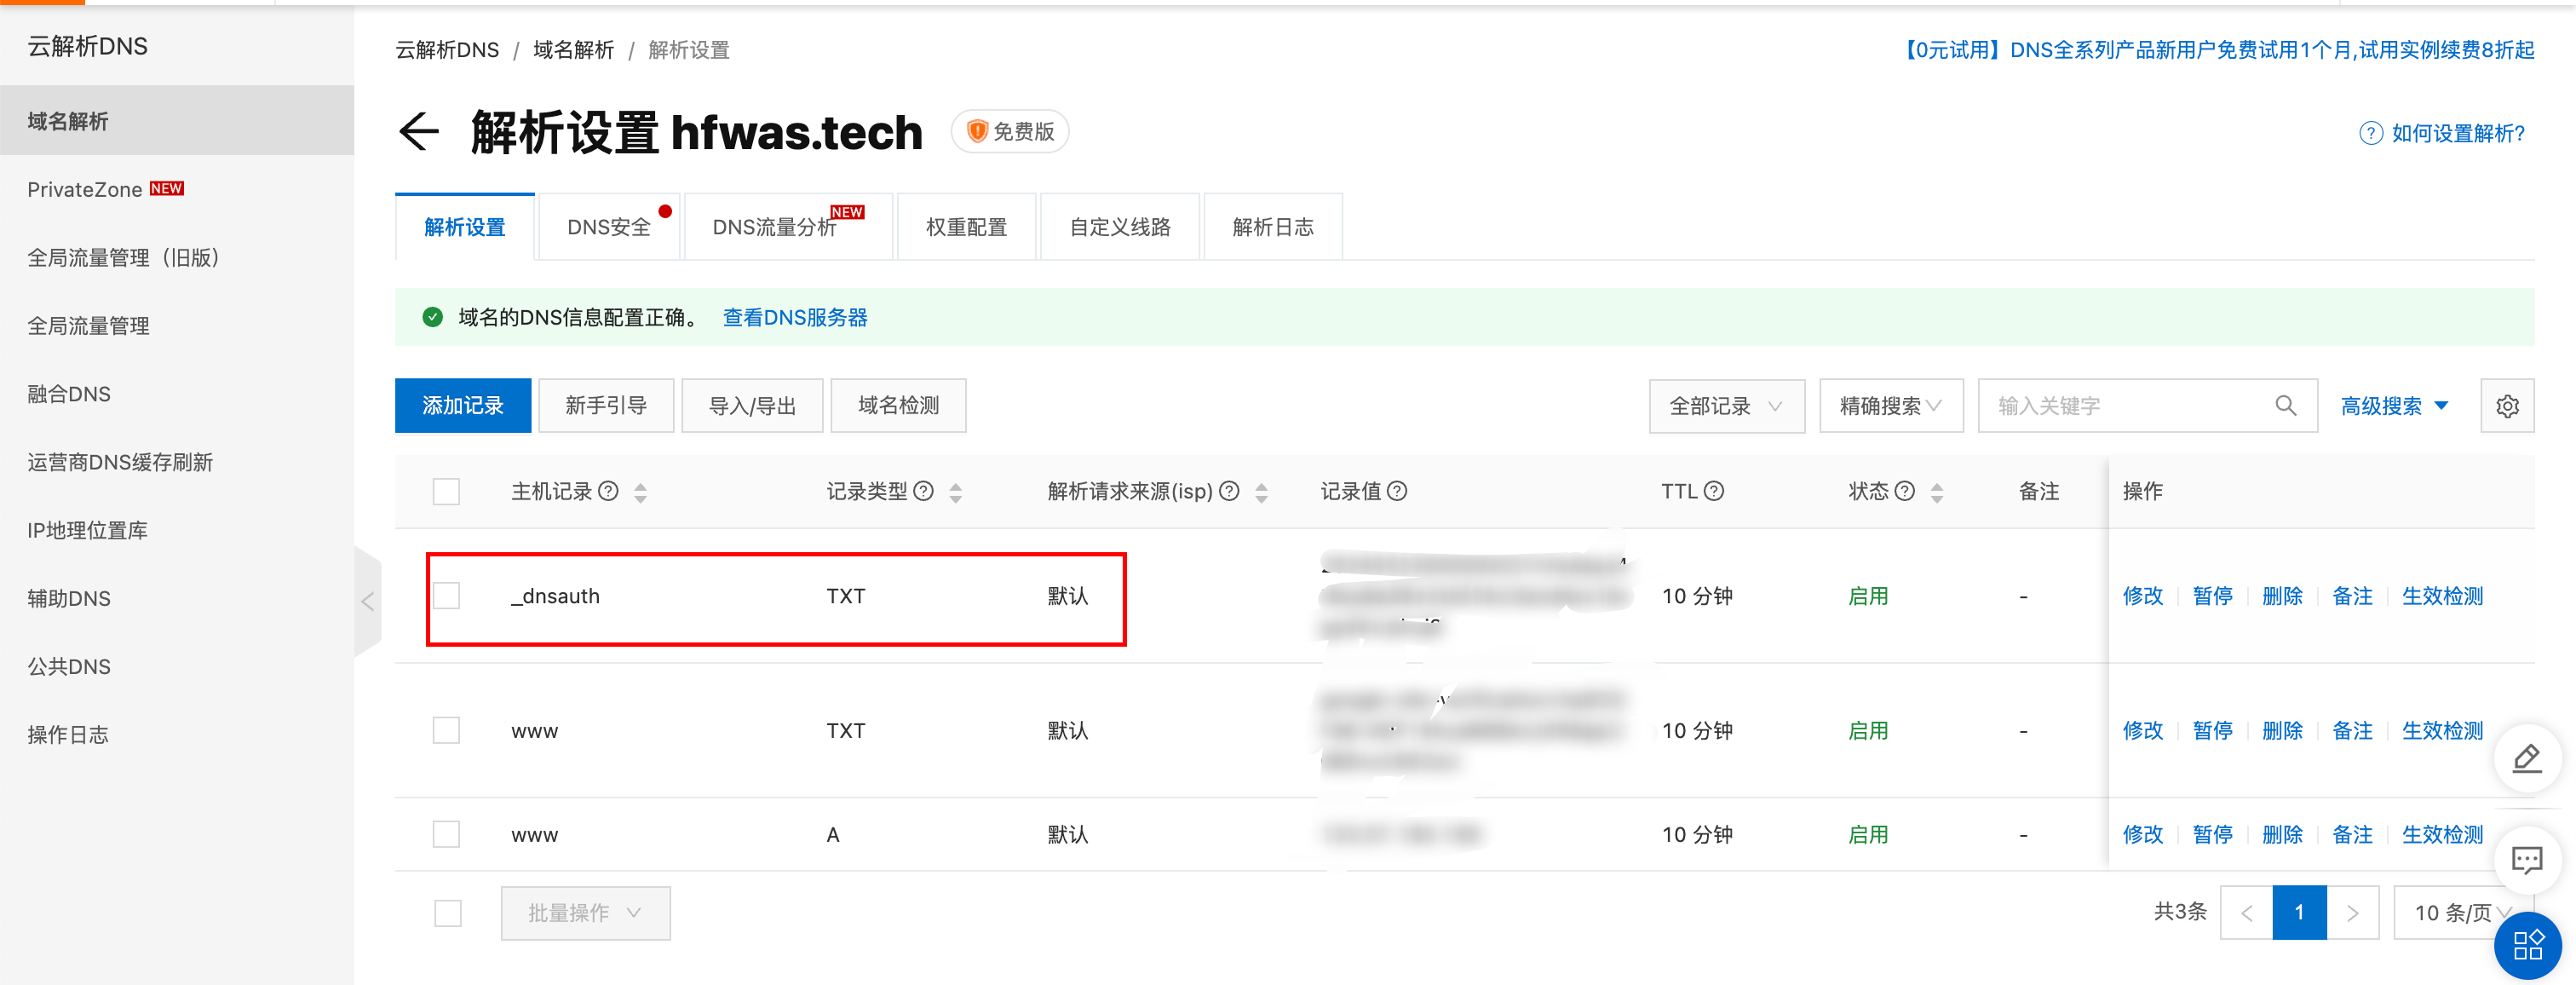 云解析DNS
域名解析
PrivateZone NEW
全局流量管理（旧版）
全局流量管理
融合DNS
运营商DNS缓存刷新
IP地理位置库
辅助DNS
公共DNS
操作日志
云解析DNS / 域名解析 / 解析设置
【0元试用】DNS全系列产品新用户免费试用1个月,试用实例续费8折起
解析设置 hfwas.tech 免费版
如何设置解析?
解析设置 DNS安全 DNS流量分析 NEW 权重配置 自定义线路 解析日志
域名的DNS信息配置正确。 查看DNS服务器
添加记录 新手引导 导入/导出 域名检测 全部记录 精确搜索 输入关键字 高级搜索
主机记录 记录类型 解析请求来源(isp) 记录值 TTL 状态 备注 操作
_dnsauth TXT 默认 10 分钟 启用 - 修改 暂停 删除 备注 生效检测
www TXT 默认 10 分钟 启用 - 修改 暂停 删除 备注 生效检测
www A 默认 10 分钟 启用 - 修改 暂停 删除 备注 生效检测
批量操作 共3条 < 1 > 10 条/页